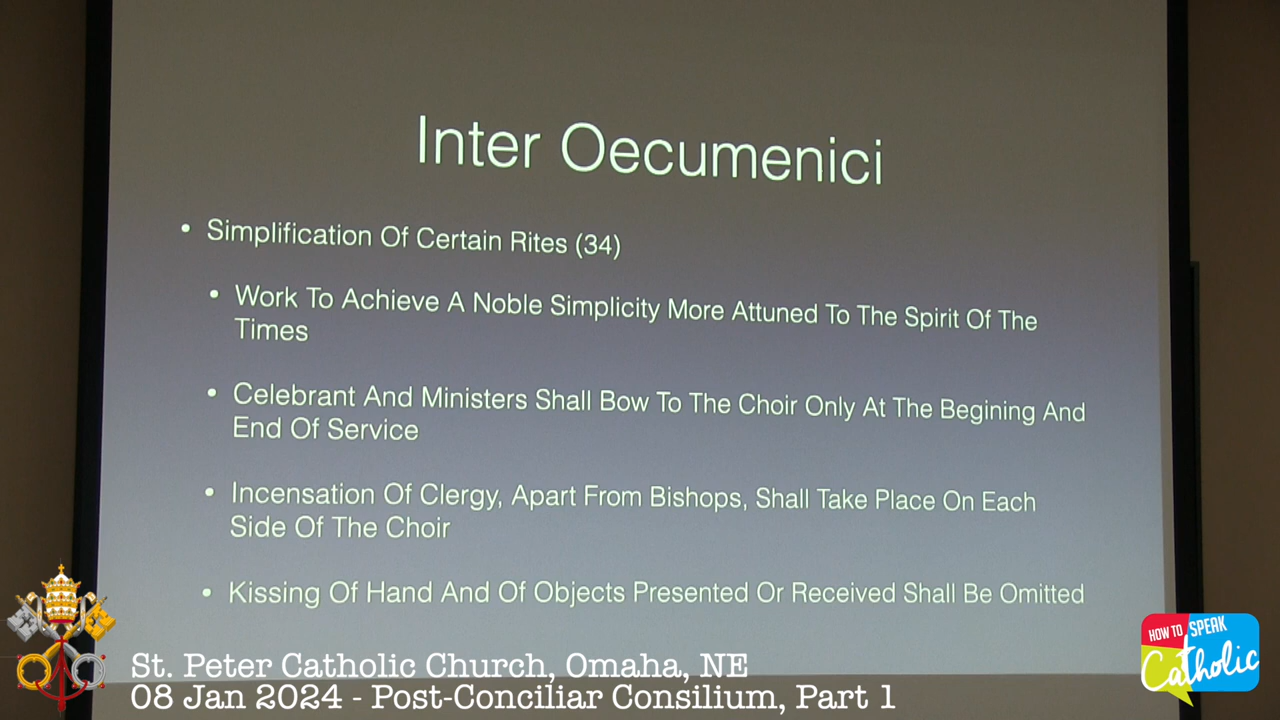 Inter Oecumenici
• Simplification Of Certain Rites (34)
• Work To Achieve A Noble Simplicity More Attuned To The Spirit Of The
Times
• Celebrant And Ministers Shall Bow To The Choir Only At The Begining And
End Of Service
• Incensation Of Clergy, Apart From Bishops, Shall Take Place On Each
Side Of The Choir
• Kissing Of Hand And Of Objects Presented Or Received Shall Be Omitted
St. Peter Catholic Church, Omaha, NE
08 Jan 2024 - Post-Conciliar Consilium, Part 1
HOW TO SPEAK
Catholic